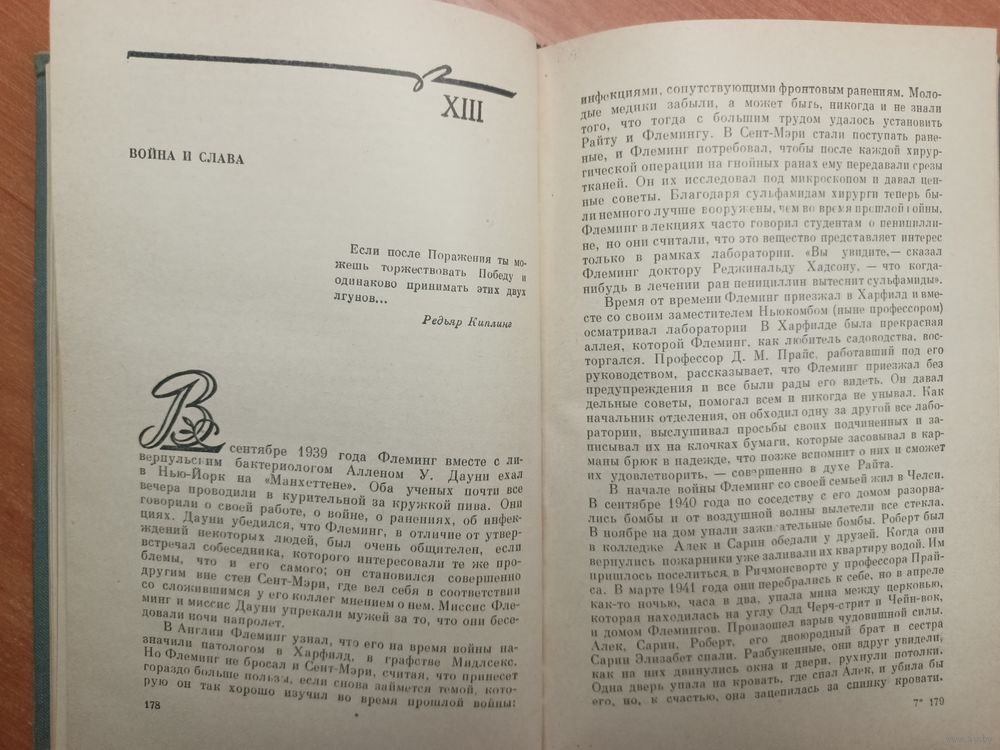 XIII
ВОЙНА И СЛАВА
Если после Поражения ты мо-
жешь торжествовать Победу и
одинаково принимать этих двух
лгунов...
Редьяр Киплинг
В сентябре 1939 года Флеминг вместе с ли-
верпульским бактериологом Алленом У. Дауни ехал
в Нью-Йорк на «Манхеттене». Оба ученых почти все
вечера проводили в курительной за кружкой пива. Они
говорили о своей работе, о войне, о ранениях, об инфек-
циях. Дауни убедился, что Флеминг, в отличие от утвер-
ждений некоторых людей, был очень общителен, если
встречал собеседника, которого интересовали те же про-
блемы, что и его самого; он становился совершенно
другим вне стен Сент-Мэри, где вел себя в соответствии
со сложившимся у его коллег мнением о нем. Миссис Фле-
минг и миссис Дауни упрекали мужей за то, что они бесе-
довали ночи напролет.
В Англии Флеминг узнал, что его на время войны на-
значили патологом в Харфилд, в графстве Мидлсекс.
Но Флеминг не бросал и Сент-Мэри, считая, что принесет
гораздо больше пользы, если снова займется темой, кото-
рую он так хорошо изучил во время прошлой войны:
178
инфекциями, сопутствующими фронтовым ранениям. Моло-
дые медики забыли, а может быть, никогда и не знали
того, что тогда с большим трудом удалось установить
Райту и Флемингу. В Сент-Мэри стали поступать ране-
ные, и Флеминг потребовал, чтобы после каждой хирур-
гической операции на гнойных ранах ему передавали срезы
тканей. Он их исследовал под микроскопом и давал цен-
ные советы. Благодаря сульфамидам хирурги теперь бы-
ли немного лучше вооружены, чем во время прошлой войны.
Флеминг в лекциях часто говорил студентам о пеницилли-
не, но они считали, что это вещество представляет интерес
только в рамках лаборатории. «Вы увидите,— сказал
Флеминг доктору Реджинальду Хадсону, — что когда-
нибудь в лечении ран пенициллин вытеснит сульфамиды».
Время от времени Флеминг приезжал в Харфилд и вме-
сте со своим заместителем Ньюкомбом (ныне профессором)
осматривал лаборатории В Харфилде была прекрасная
аллея, которой Флеминг, как любитель садоводства, вос-
торгался. Профессор Д. М. Прайс, работавший под его
руководством, рассказывает, что Флеминг приезжал без
предупреждения и все были рады его видеть. Он давал
дельные советы, помогал всем и никогда не унывал. Как
начальник отделения, он обходил одну за другой все лабо-
ратории, выслушивал просьбы своих подчиненных и за-
писывал их на клочках бумаги, которые засовывал в кар-
маны брюк в надежде, что позже вспомнит о них и сможет
их удовлетворить, — совершенно в духе Райта.
В начале войны Флеминг со своей семьей жил в Челси.
В сентябре 1940 года по соседству с его домом разорва-
лись бомбы и от воздушной волны вылетели все стекла.
В ноябре на дом упали зажигательные бомбы. Роберт был
в колледже Алек и Сарин обедали у друзей. Когда они
вернулись пожарники уже заливали их квартиру водой. Им
пришлось поселиться в Ричмонсворте у профессора Прай-
са. В марте 1941 года они перебрались к себе, но в апреле
как-то ночью, часа в два, упала мина между церковью,
которая находилась на углу Олд Черч-стрит и Чейн-вок,
и домом Флемингов. Произошел взрыв чудовищной силы.
Алек, Сарин, Роберт, его двоюродный брат и сестра
Сарин Элизабет спали. Разбуженные, они вдруг увидели,
как на них двинулись окна и двери, рухнули потолки.
Одна дверь упала на кровать, где спал Алек, и убила бы
его, но, к счастью, она зацепилась за спинку кровати.
7* 179